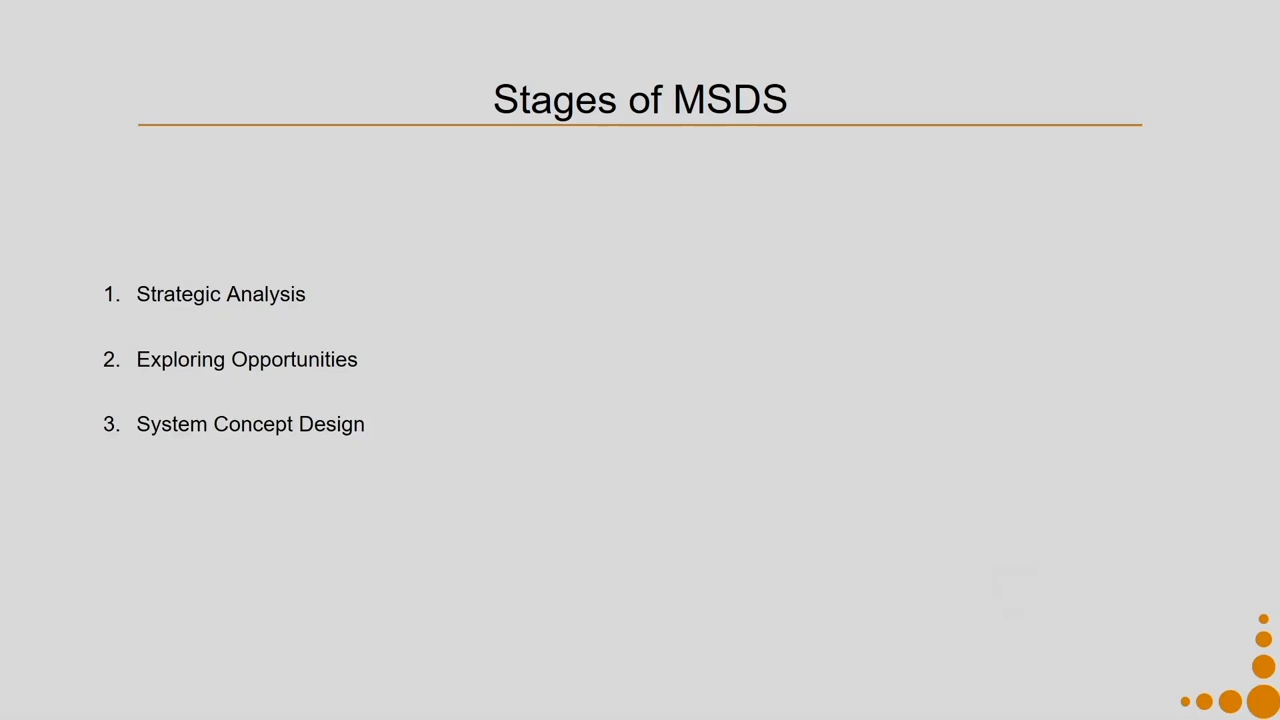 Stages of MSDS
1. Strategic Analysis
2. Exploring Opportunities
3. System Concept Design